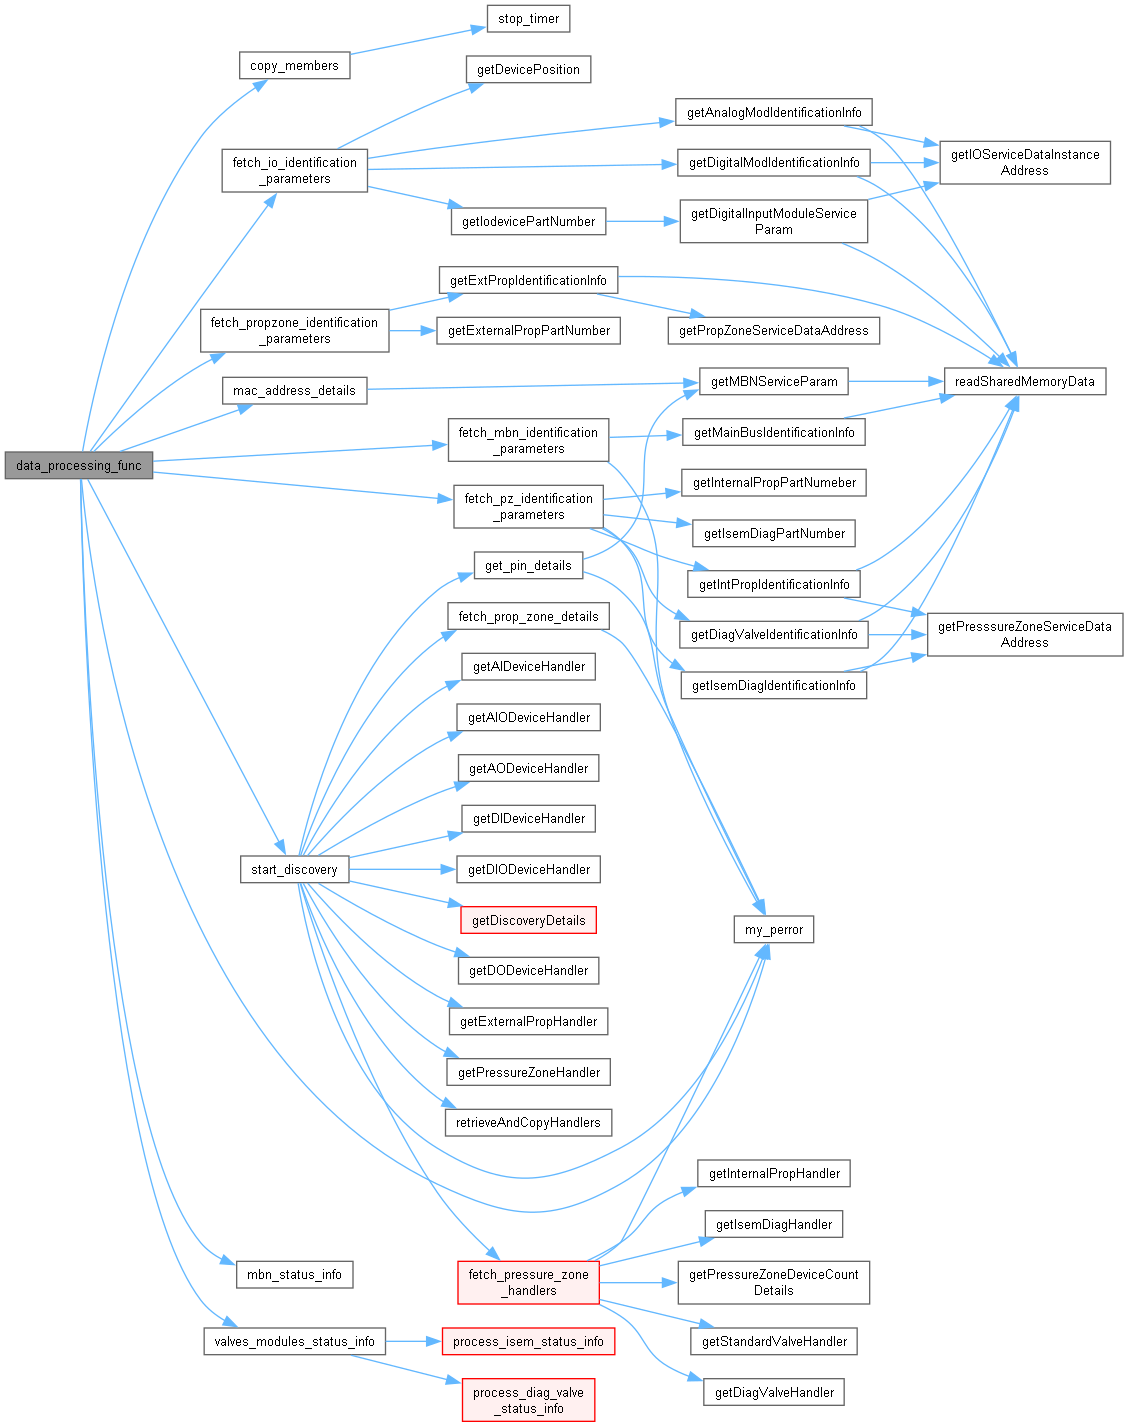 stop_timer
copy_members
getDevicePosition
getAnalogModIdentificationInfo
fetch_io_identification
_parameters
getDigitalModIdentificationInfo
getIOServiceDataInstance
Address
getIodevicePartNumber
getDigitalInputModuleService
Param
getExtPropIdentificationInfo
fetch_propzone_identification
_parameters
getExternalPropPartNumber
getPropZoneServiceDataAddress
mac_address_details
getMBNServiceParam
readSharedMemoryData
fetch_mbn_identification
_parameters
getMainBusIdentificationInfo
data_processing_func
fetch_pz_identification
_parameters
getInternalPropPartNumeber
getIsemDiagPartNumber
get_pin_details
getIntPropIdentificationInfo
fetch_prop_zone_details
getDiagValveIdentificationInfo
getPresssureZoneServiceData
Address
getAIDeviceHandler
getIsemDiagIdentificationInfo
getAIODeviceHandler
getAODeviceHandler
getDIDeviceHandler
start_discovery
getDIODeviceHandler
getDiscoveryDetails
my_perror
getDODeviceHandler
getExternalPropHandler
getPressureZoneHandler
retrieveAndCopyHandlers
getInternalPropHandler
getIsemDiagHandler
mbn_status_info
fetch_pressure_zone
_handlers
getPressureZoneDeviceCount
Details
valves_modules_status_info
process_isem_status_info
getStandardValveHandler
process_diag_valve
_status_info
getDiagValveHandler